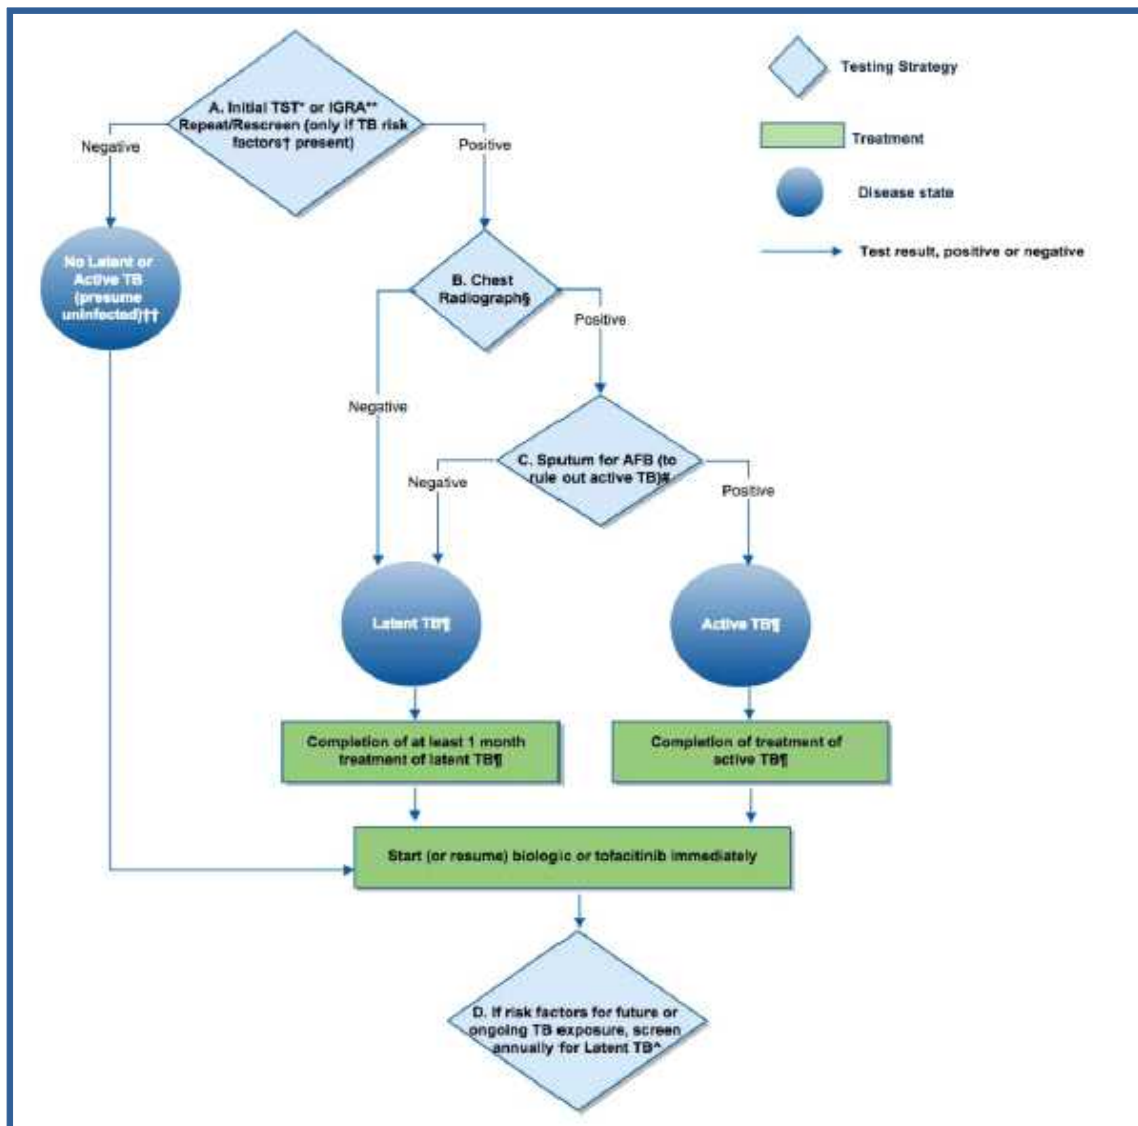 A. Initial TST* or IGRA**
Repeat/Rescreen (only if TB risk
factors† present)
Negative
Positive
Testing Strategy
Treatment
Disease state
Test result, positive or negative
No Latent or
Active TB
(presume
uninfected)††
B. Chest
Radiograph§
Negative
Positive
C. Sputum for AFB (to
rule out active TB)#
Negative
Positive
Latent TB¶
Active TB¶
Completion of at least 1 month
treatment of latent TB¶
Completion of treatment of
active TB¶
Start (or resume) biologic or tofacitinib immediately
D. If risk factors for future or
ongoing TB exposure, screen
annually for Latent TB^